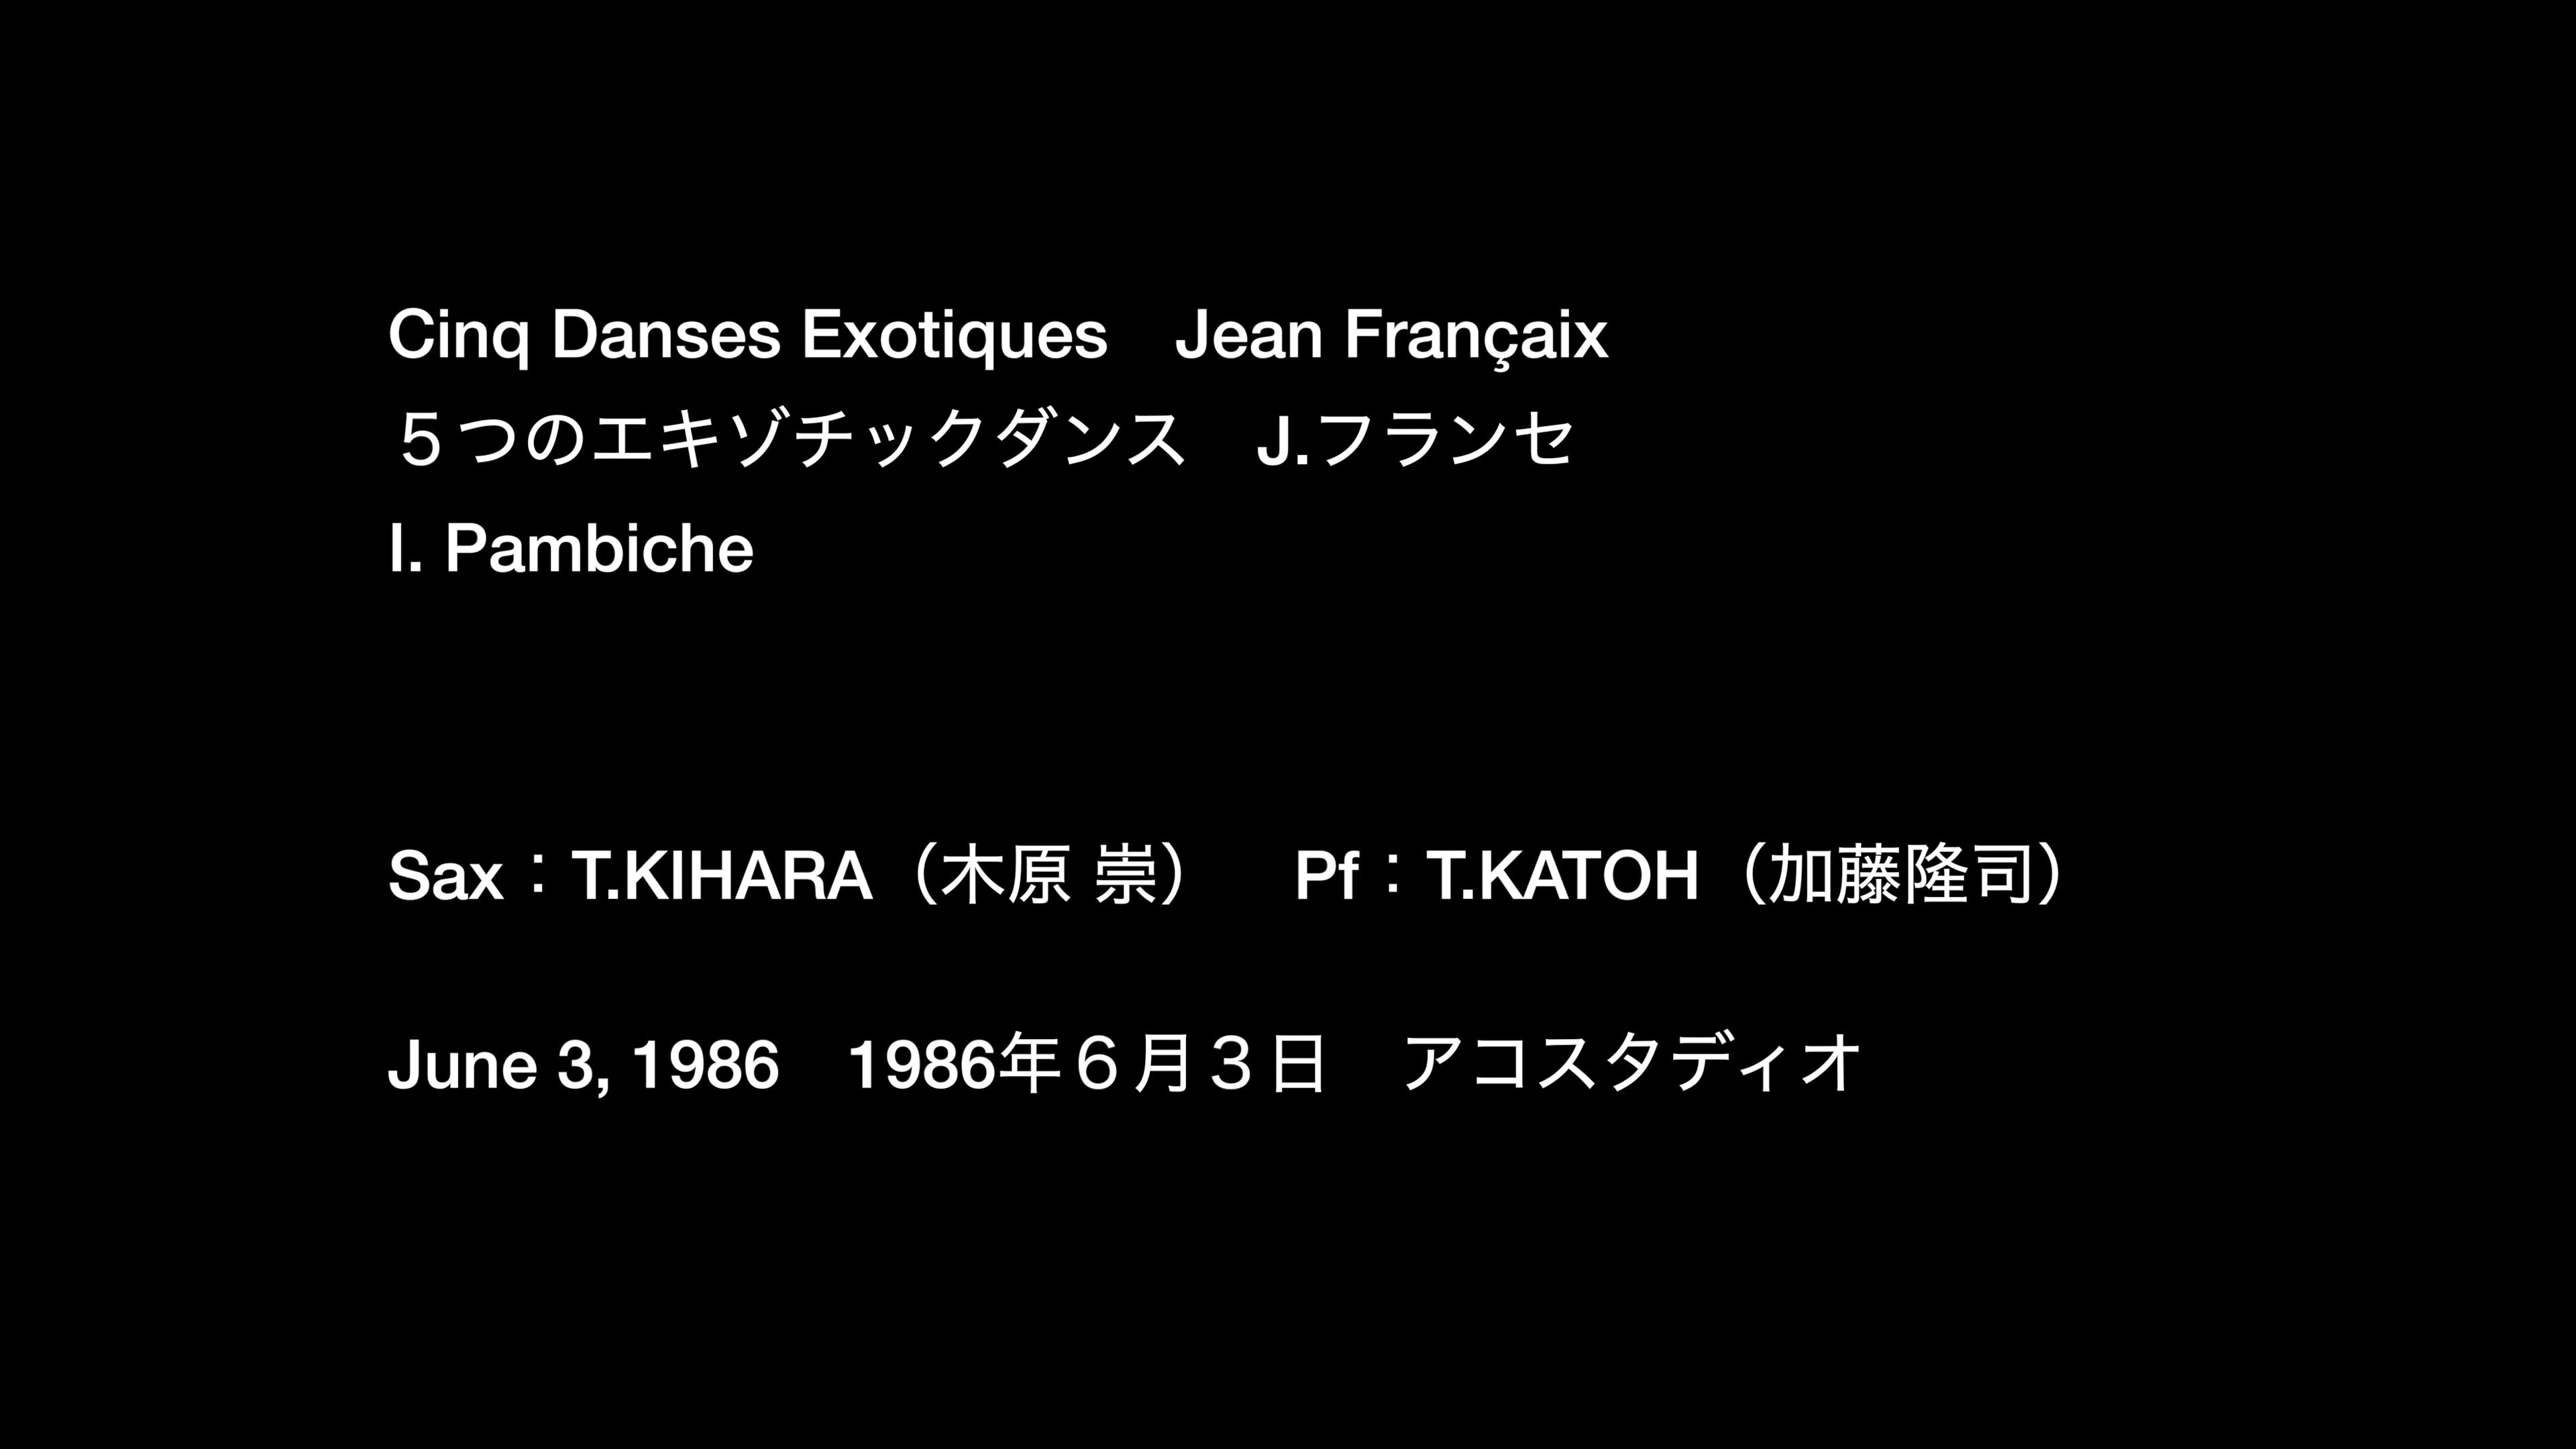 Cinq Danses Exotiques　Jean Françaix
５つのエキゾチックダンス　J.フランセ
I. Pambiche
Sax：T.KIHARA（木原 崇）　Pf：T.KATOH（加藤隆司）
June 3, 1986　1986年６月３日　アコスタディオ